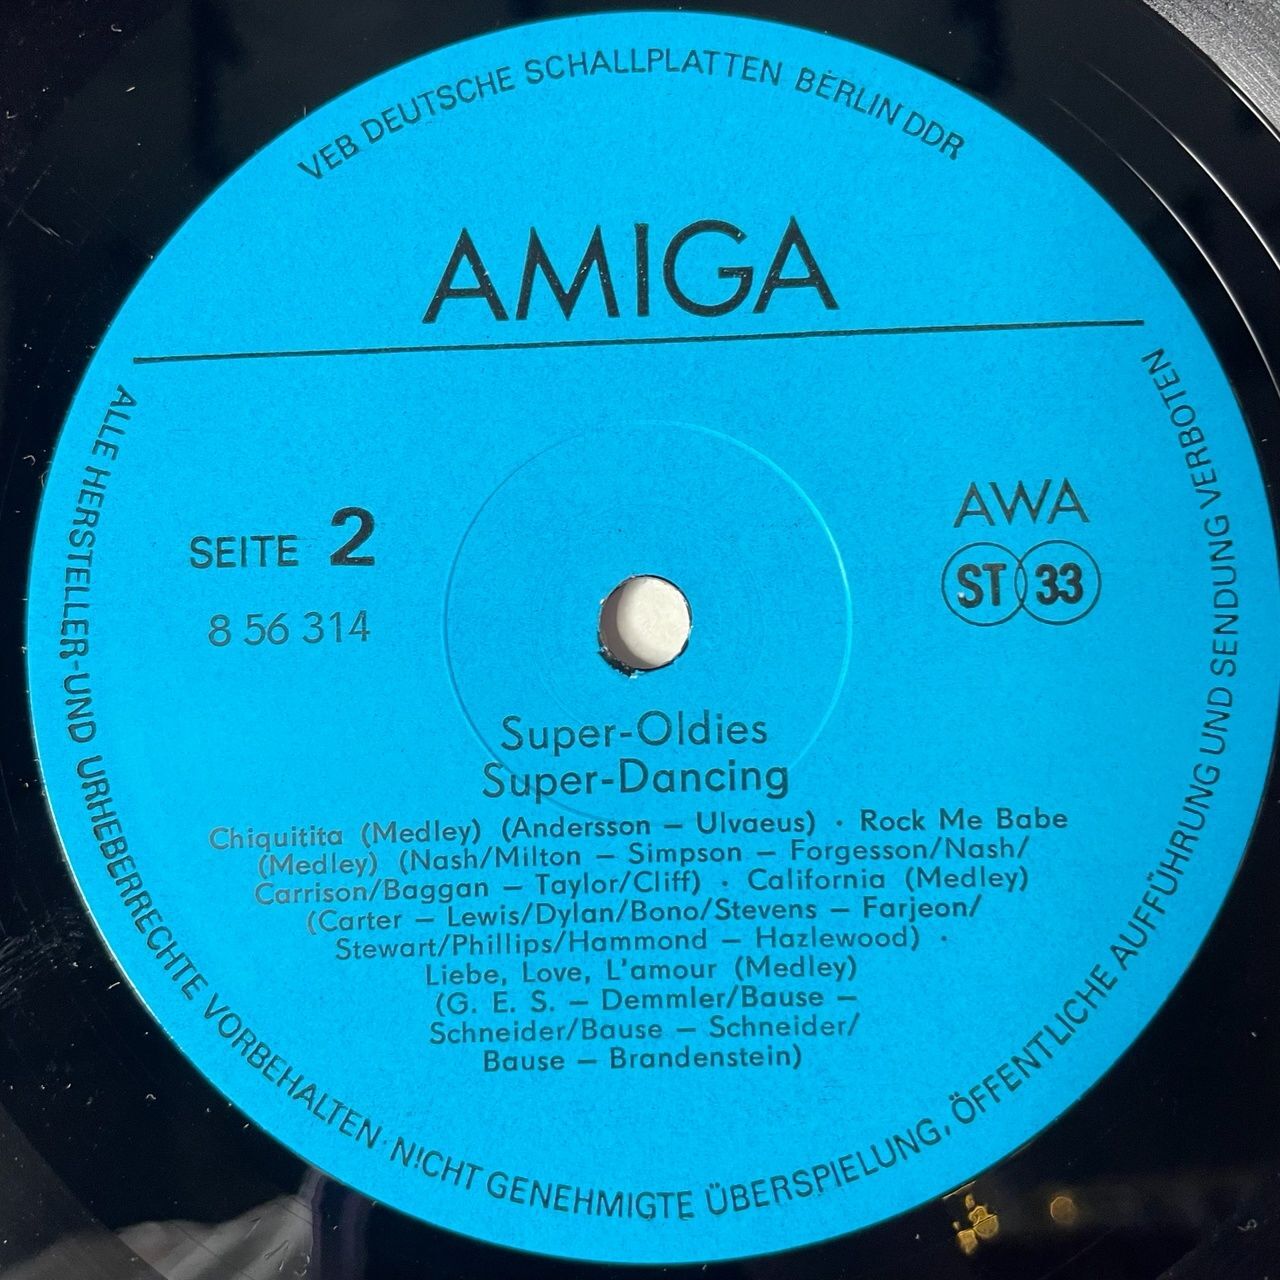 VEB DEUTSCHE SCHALLPLATTEN BERLIN DDR
AMIGA
SEITE 2
8 56 314
AWA
ST 33
Super-Oldies
Super-Dancing
Chiquitita (Medley) (Andersson – Ulvaeus) · Rock Me Babe
(Medley) (Nash/Milton – Simpson – Forgesson/Nash/
Carrison/Baggan – Taylor/Cliff) · California (Medley)
(Carter – Lewis/Dylan/Bono/Stevens – Farjeon/
Stewart/Phillips/Hammond – Hazlewood) ·
Liebe, Love, L'amour (Medley)
(G. E. S. – Demmler/Bause –
Schneider/Bause – Schneider/
Bause – Brandenstein)
ALLE HERSTELLER-UND URHEBERRECHTE VORBEHALTEN · NICHT GENEHMIGTE ÜBERSPIELUNG, ÖFFENTLICHE AUFFÜHRUNG UND SENDUNG VERBOTEN